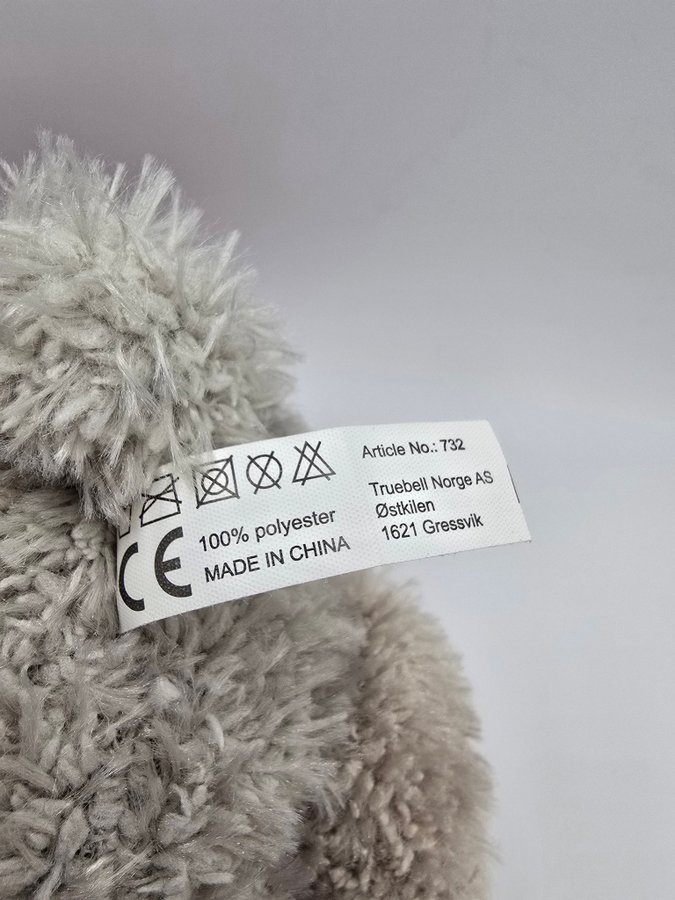 CE
100% polyester
MADE IN CHINA
Article No.: 732
Truebell Norge AS
Østkilen
1621 Gressvik